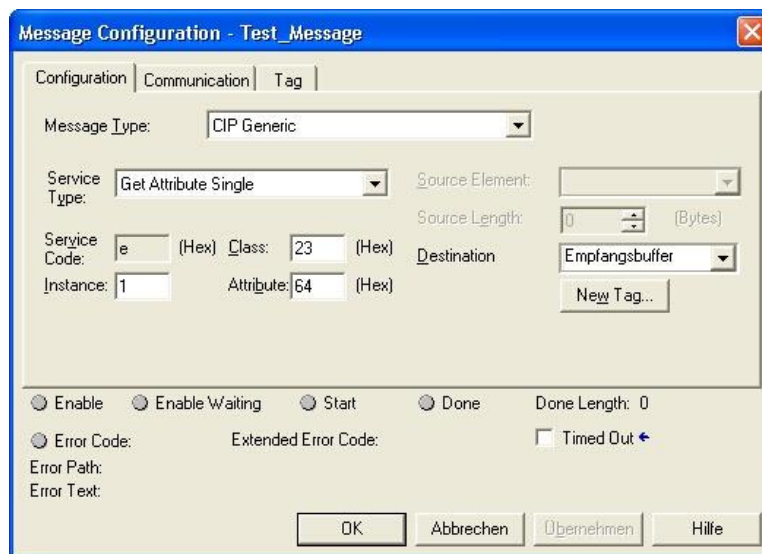 Message Configuration - Test_Message
Configuration Communication Tag
Message Type: CIP Generic
Service Type: Get Attribute Single Source Element:
Source Length: 0 (Bytes)
Service Code: e (Hex) Class: 23 (Hex) Destination Empfangsbuffer
Instance: 1 Attribute: 64 (Hex) New Tag...
Enable Enable Waiting Start Done Done Length: 0
Error Code: Extended Error Code: Timed Out
Error Path:
Error Text:
OK Abbrechen Übernehmen Hilfe